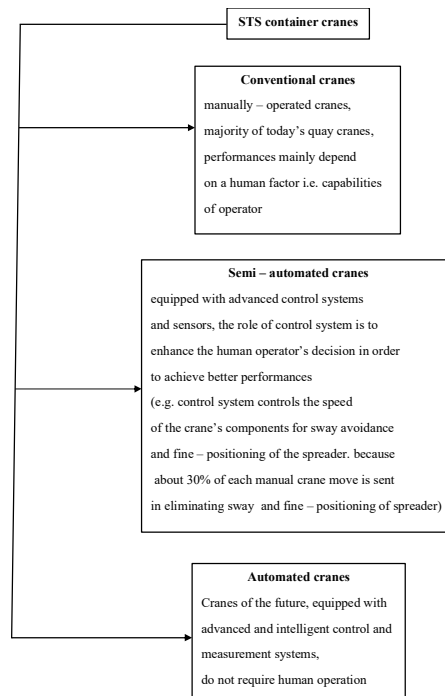 STS container cranes
Conventional cranes
manually – operated cranes,
majority of today's quay cranes,
performances mainly depend
on a human factor i.e. capabilities
of operator
Semi – automated cranes
equipped with advanced control systems
and sensors, the role of control system is to
enhance the human operator's decision in order
to achieve better performances
(e.g. control system controls the speed
of the crane's components for sway avoidance
and fine – positioning of the spreader. because
about 30% of each manual crane move is sent
in eliminating sway and fine – positioning of spreader)
Automated cranes
Cranes of the future, equipped with
advanced and intelligent control and
measurement systems,
do not require human operation